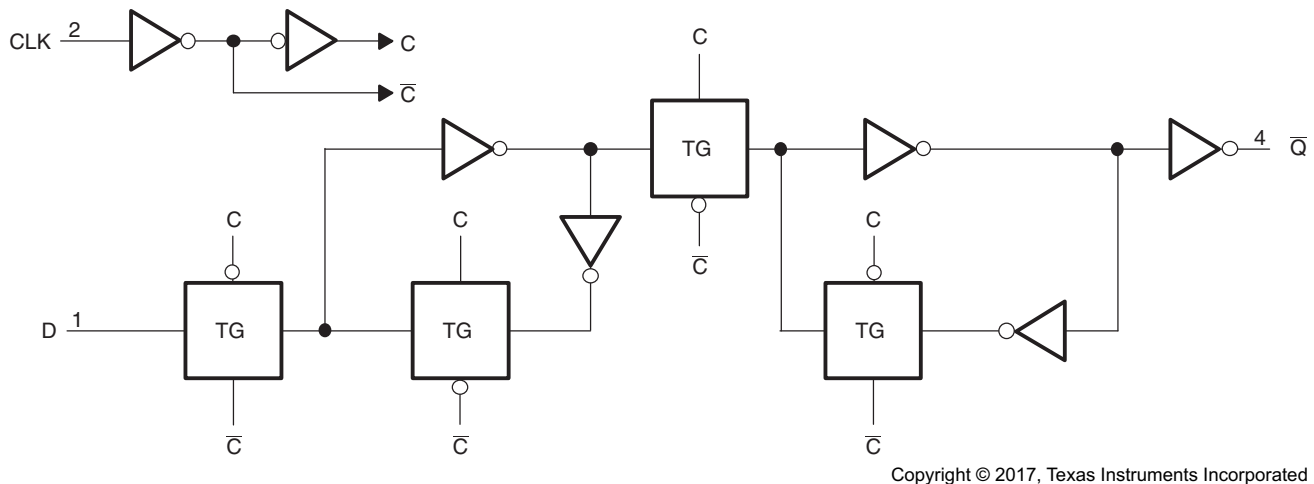 CLK 2
C
C̅
C
TG
4 Q̅
C̅
C
C
C
D 1
TG
TG
TG
C̅
C̅
C̅
Copyright © 2017, Texas Instruments Incorporated